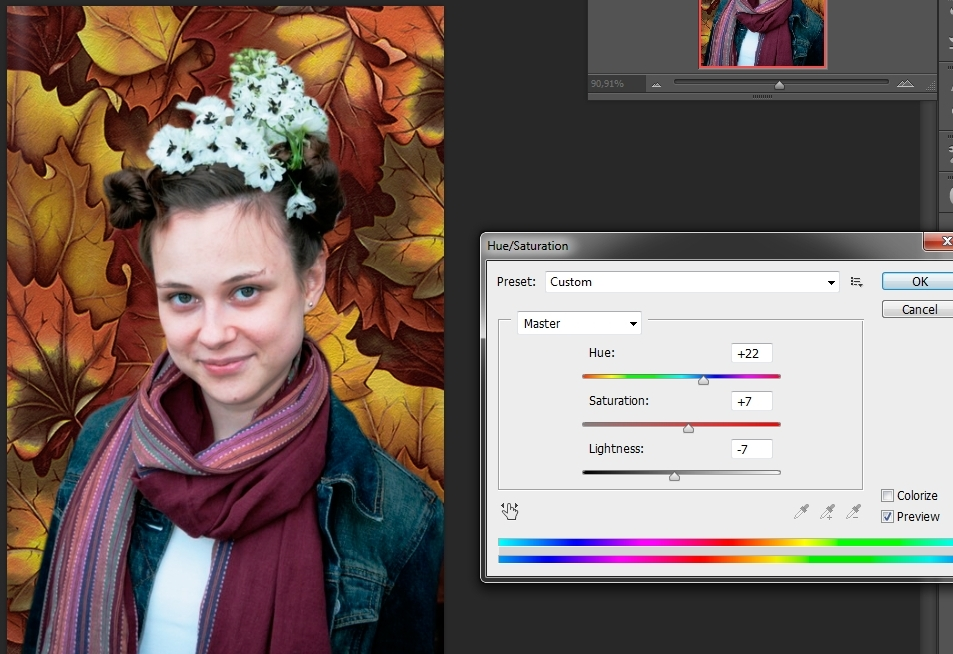 90,91%
Hue/Saturation
Preset: Custom OK
Cancel
Master
Hue: +22
Saturation: +7
Lightness: -7
Colorize
Preview